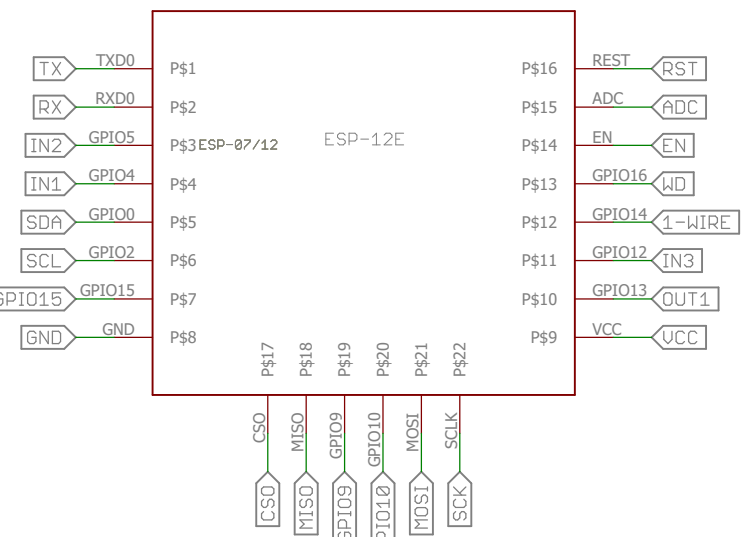 TX TXD0 P$1 P$16 REST RST
RX RXD0 P$2 P$15 ADC ADC
IN2 GPIO5 P$3 ESP-07/12 ESP-12E P$14 EN EN
IN1 GPIO4 P$4 P$13 GPIO16 WD
SDA GPIO0 P$5 P$12 GPIO14 1-WIRE
SCL GPIO2 P$6 P$11 GPIO12 IN3
GPIO15 GPIO15 P$7 P$10 GPIO13 OUT1
GND GND P$8 P$9 VCC VCC
P$17 P$18 P$19 P$20 P$21 P$22
CSO MISO GPIO9 GPIO10 MOSI SCLK
CSO MISO GPIO9 PIO10 MOSI SCK